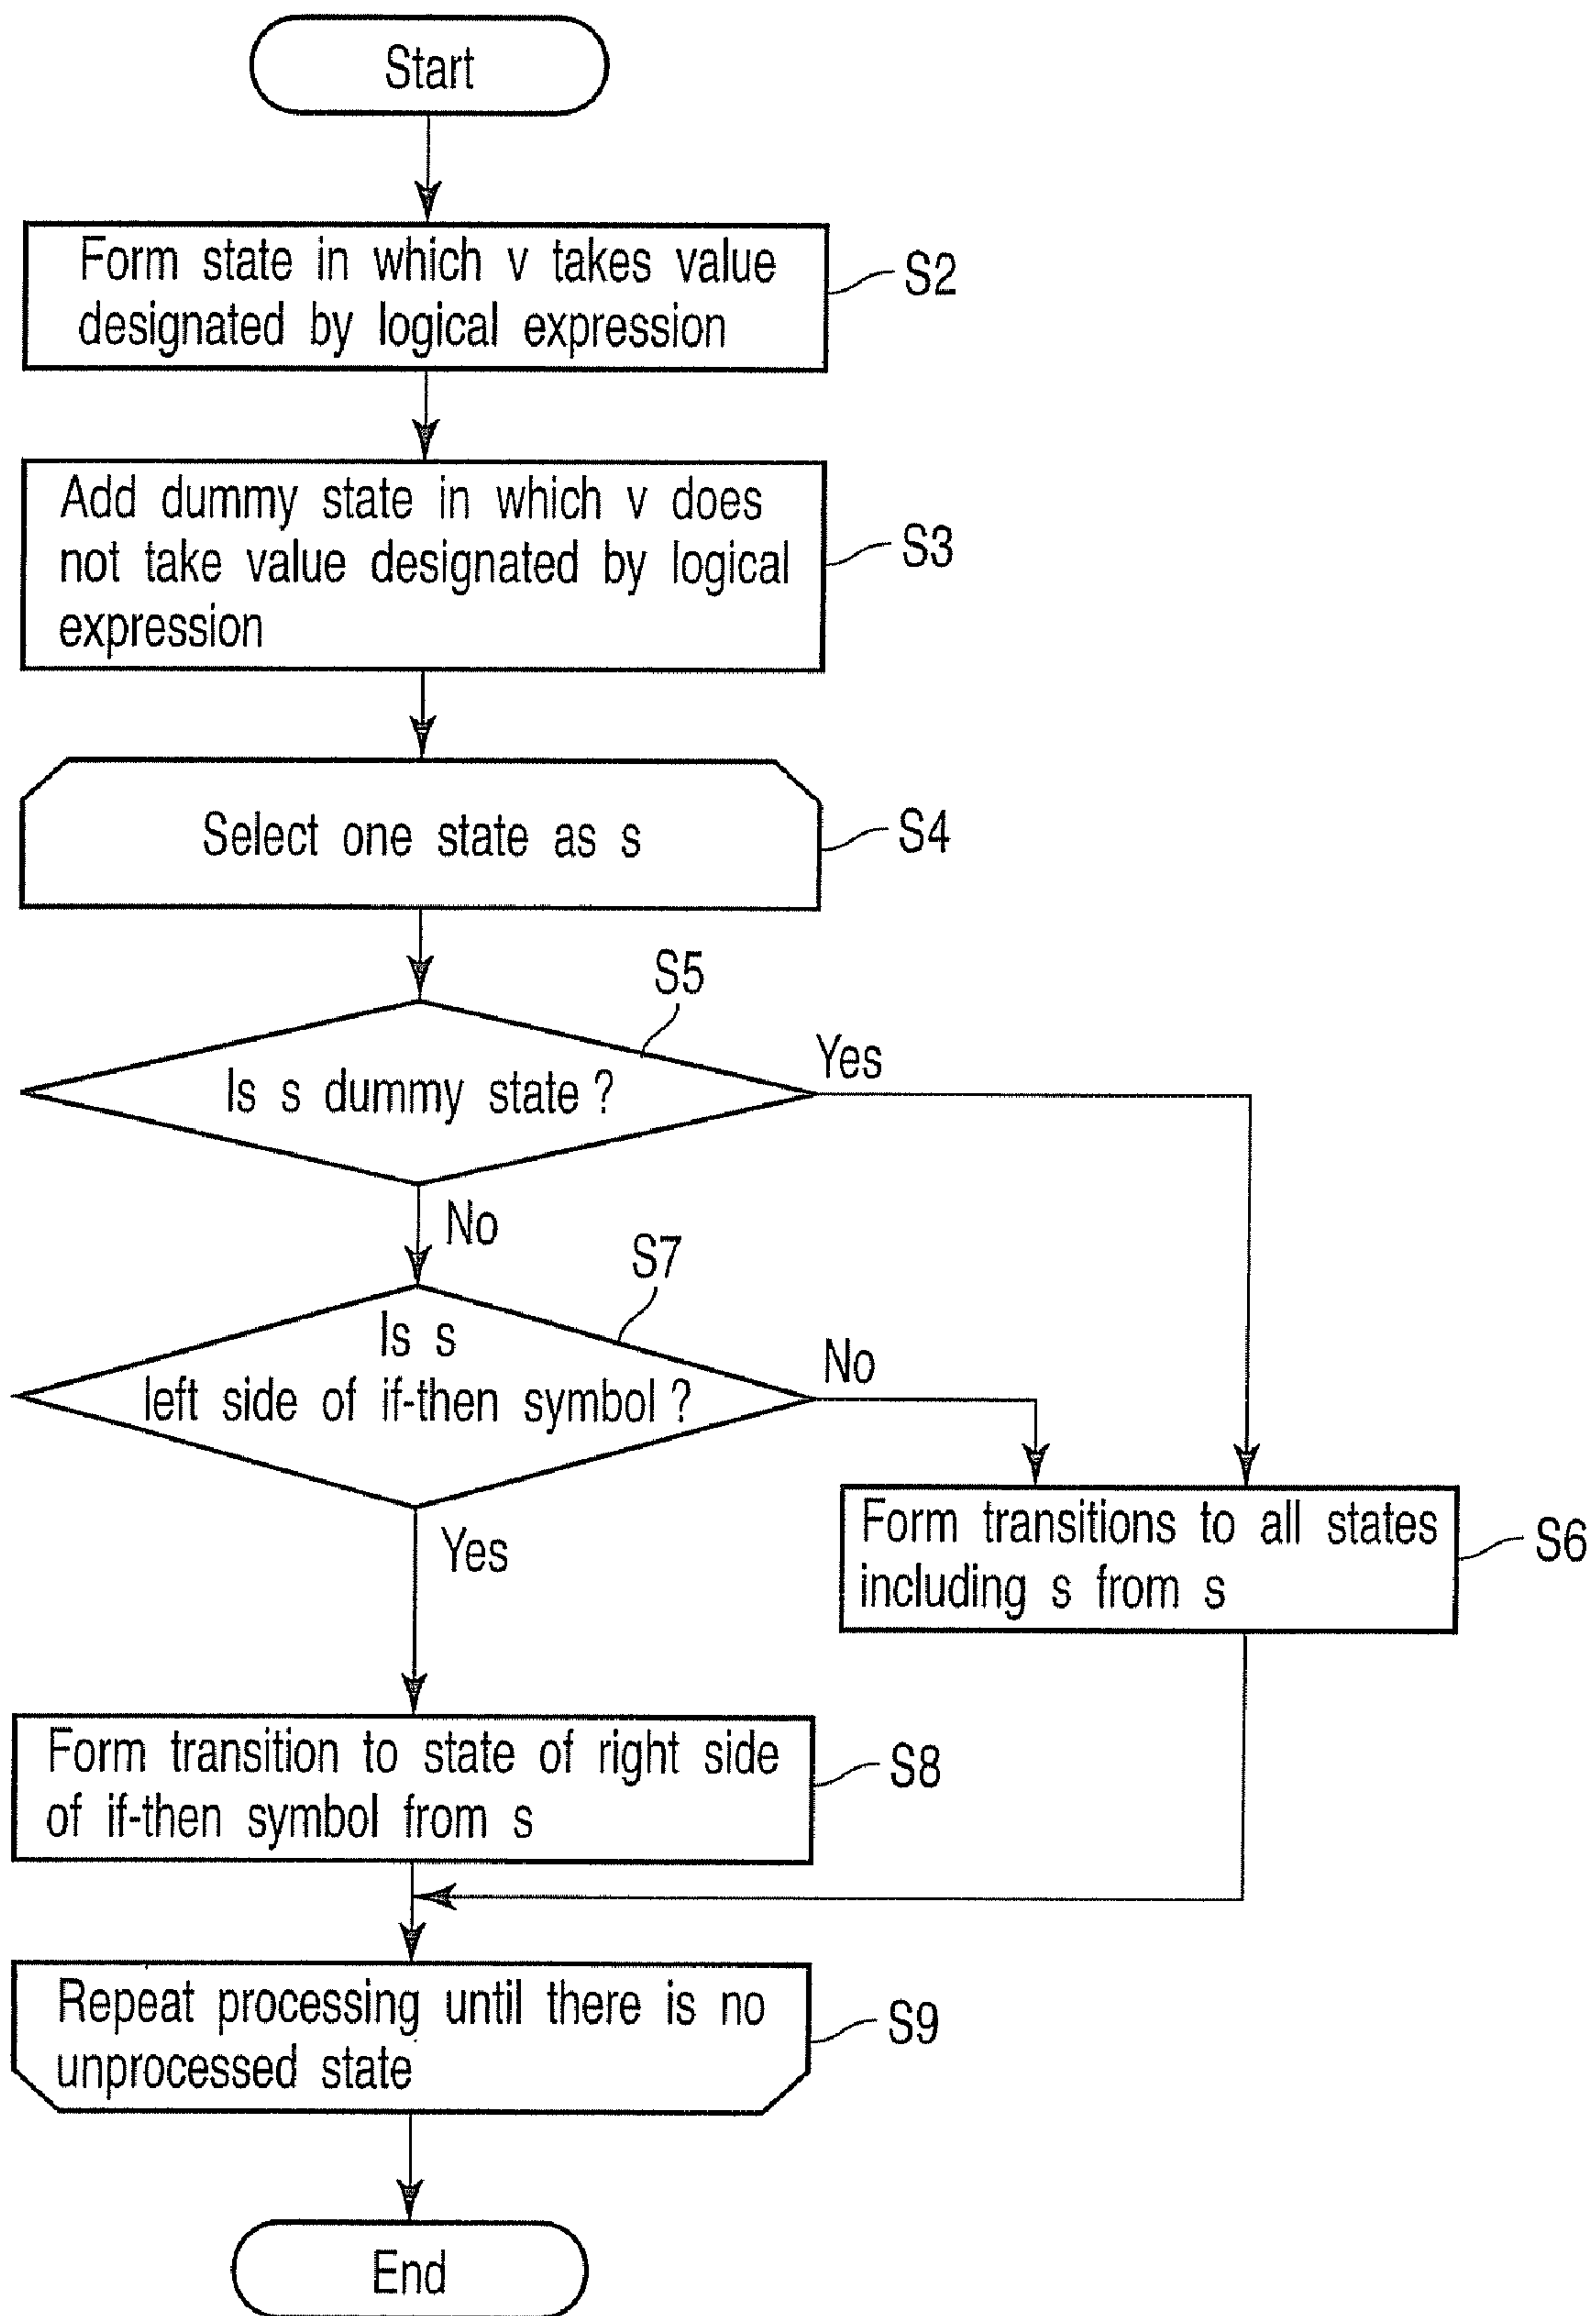 Start
Form state in which v takes value
designated by logical expression
S2
Add dummy state in which v does
not take value designated by logical
expression
S3
Select one state as s
S4
S5
Is s dummy state ?
Yes
No
S7
Is s
left side of if-then symbol ?
No
Yes
Form transitions to all states
including s from s
S6
Form transition to state of right side
of if-then symbol from s
S8
Repeat processing until there is no
unprocessed state
S9
End